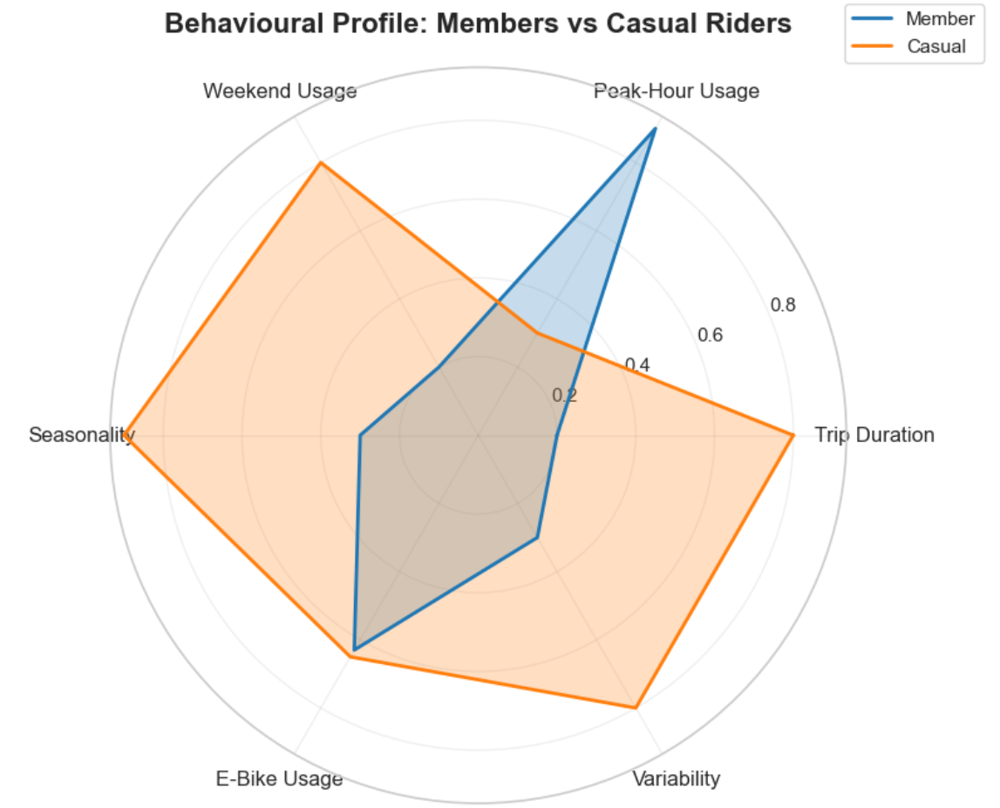 Behavioural Profile: Members vs Casual Riders
Member
Casual
Weekend Usage
Peak-Hour Usage
0.8
0.6
0.4
0.2
Seasonality
Trip Duration
E-Bike Usage
Variability